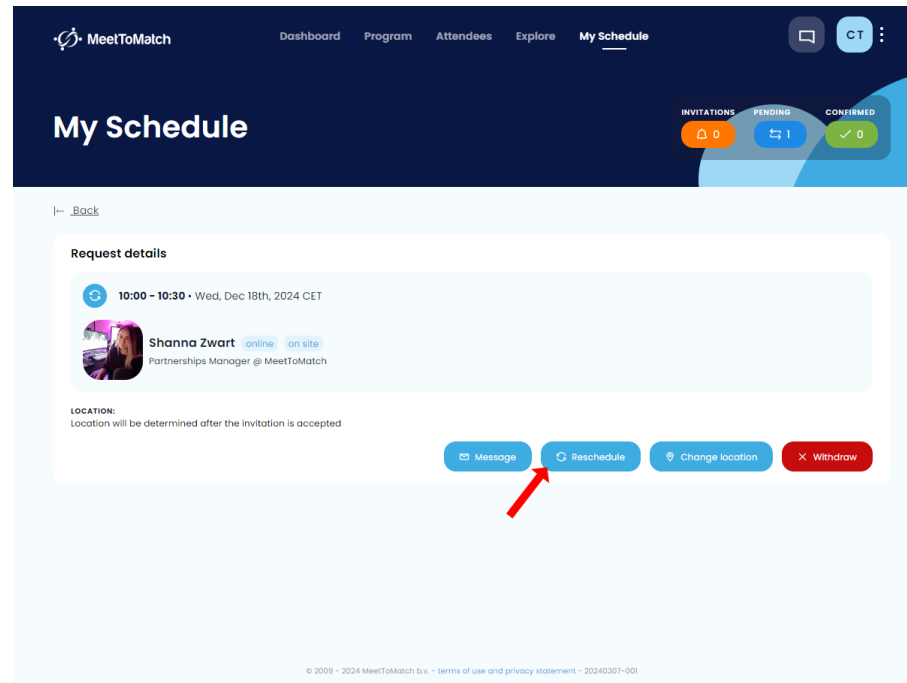 MeetToMatch
Dashboard Program Attendees Explore My Schedule
CT
My Schedule
INVITATIONS PENDING CONFIRMED
0 1 0
Back
Request details
10:00 - 10:30 • Wed, Dec 18th, 2024 CET
Shanna Zwart online on site
Partnerships Manager @ MeetToMatch
LOCATION:
Location will be determined after the invitation is accepted
Message Reschedule Change location Withdraw
© 2009 - 2024 MeetToMatch b.v. - terms of use and privacy statement - 20240307-001